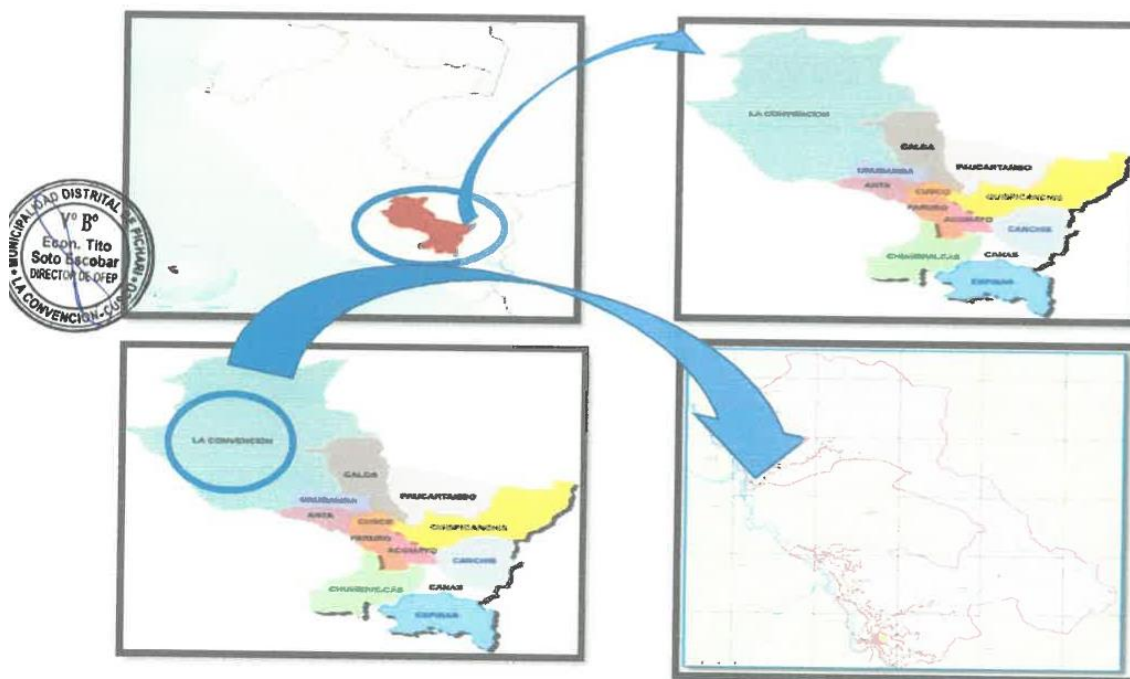 MUNICIPALIDAD DISTRITAL DE PICHARI
LA CONVENCION-CUSCO
Vº Bº
Econ. Tito
Soto Escobar
DIRECTOR DE OFEP
LA CONVENCION
CALCA
URUBAMBA
PAUCARTAMBO
ANTA
CUSCO
QUISPICANCHIS
PARURO
ACOMAYO
CANCHIS
CHUMBIVILCAS
CANAS
ESPINAR
LA CONVENCION
CALCA
URUBAMBA
PAUCARTAMBO
ANTA
CUSCO
QUISPICANCHIS
PARURO
ACOMAYO
CANCHIS
CHUMBIVILCAS
CANAS
ESPINAR